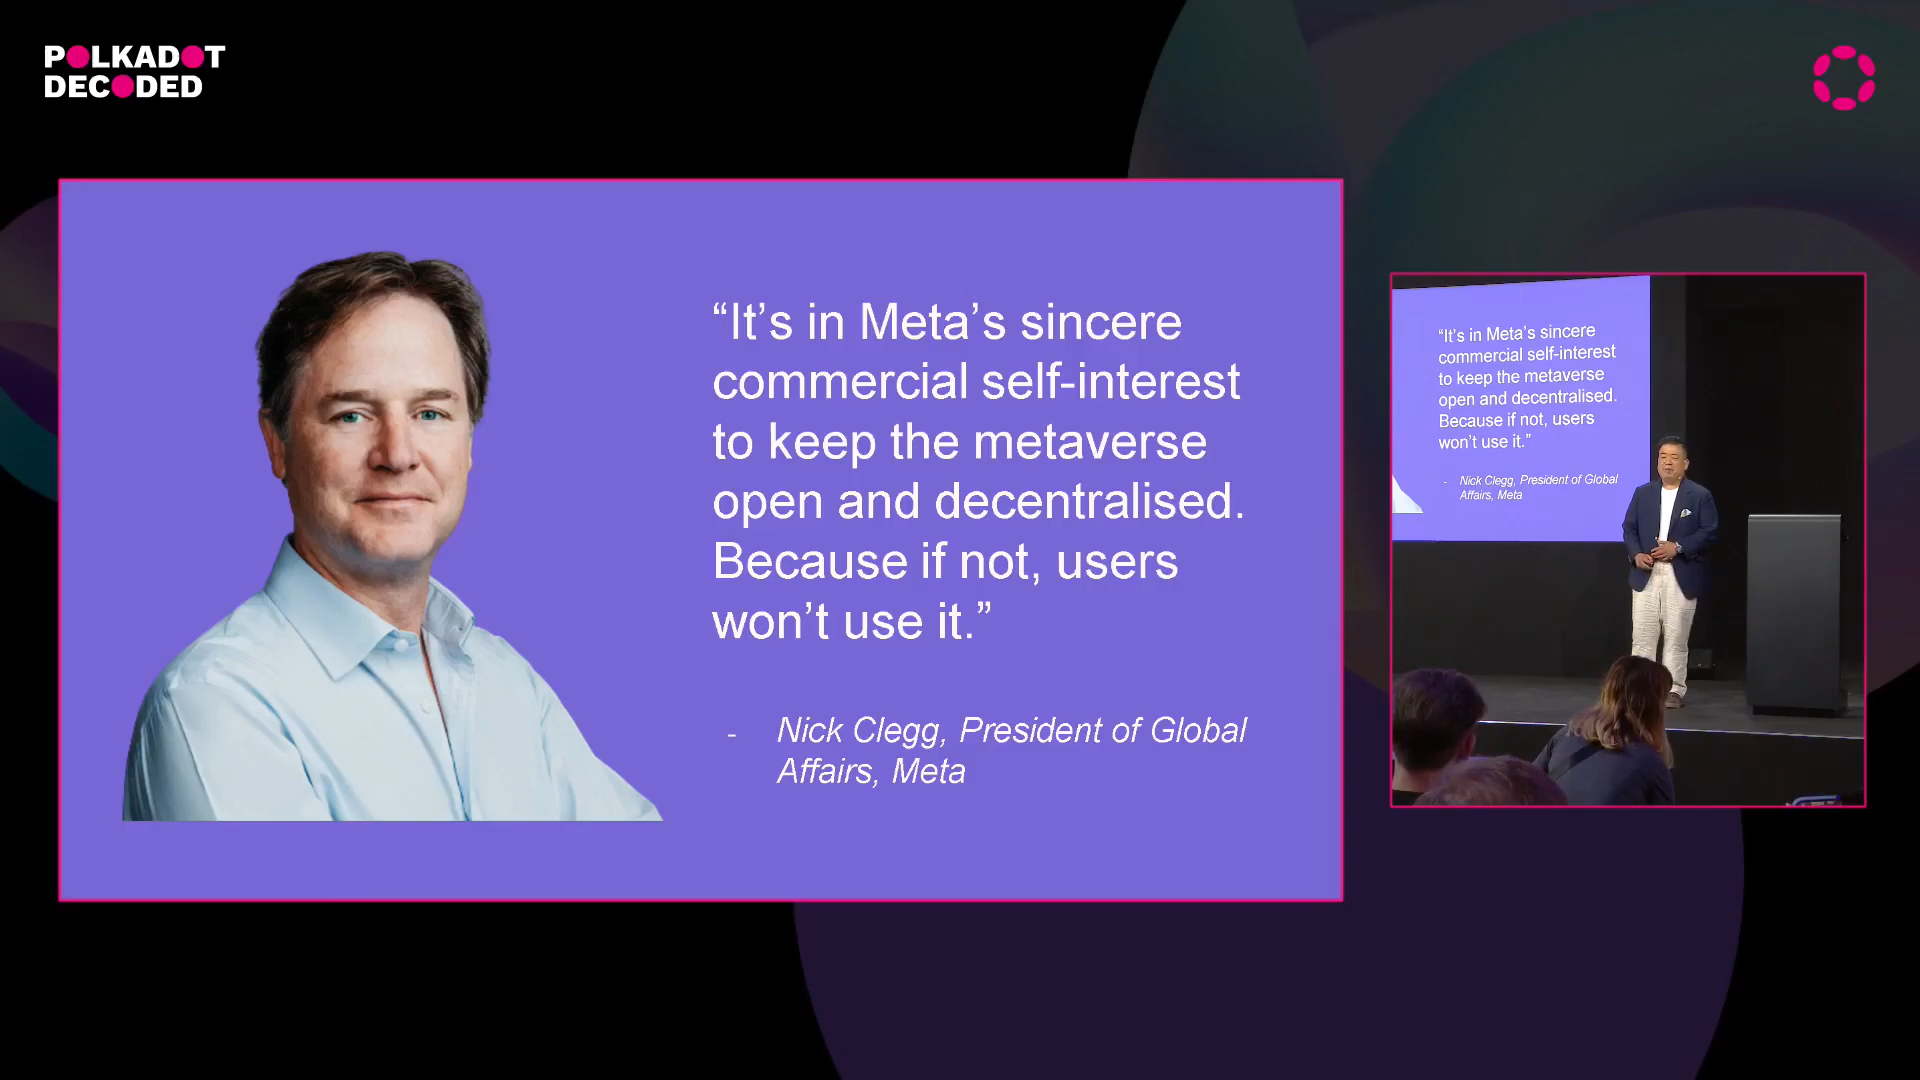 POLKADOT
DECODED
“It’s in Meta’s sincere
commercial self-interest
to keep the metaverse
open and decentralised.
Because if not, users
won’t use it.”
- Nick Clegg, President of Global
Affairs, Meta
“It’s in Meta’s sincere
commercial self-interest
to keep the metaverse
open and decentralised.
Because if not, users
won’t use it.”
- Nick Clegg, President of Global
Affairs, Meta